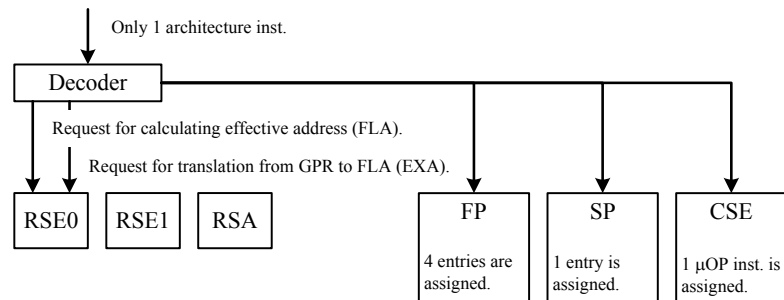 Only 1 architecture inst.
Decoder
Request for calculating effective address (FLA).
Request for translation from GPR to FLA (EXA).
RSE0 RSE1 RSA
FP SP CSE
4 entries are 1 entry is 1 μOP inst. is
assigned. assigned. assigned.